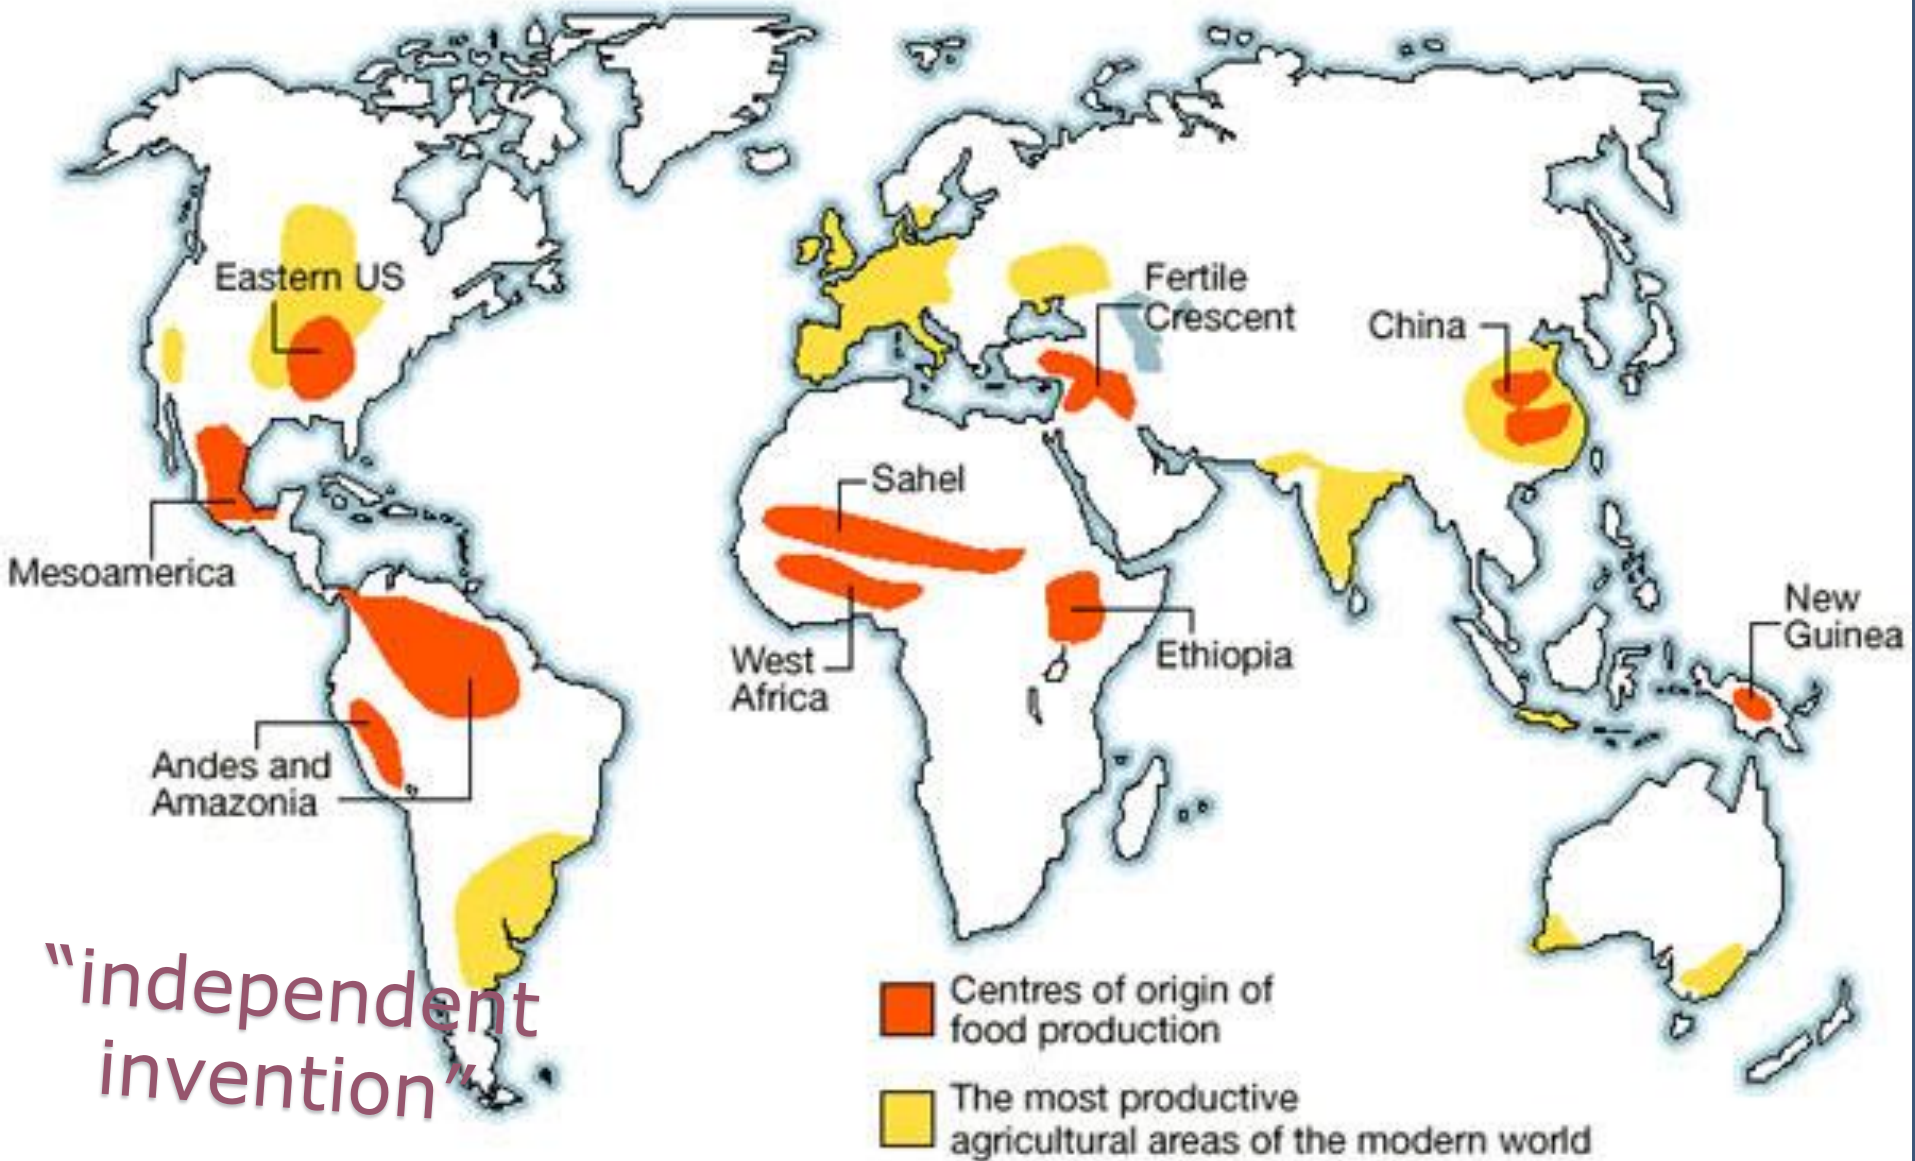 Eastern US
Fertile
Crescent
China
Sahel
Mesoamerica
New
Guinea
West
Africa
Ethiopia
Andes and
Amazonia
“independent
invention”
Centres of origin of
food production
The most productive
agricultural areas of the modern world